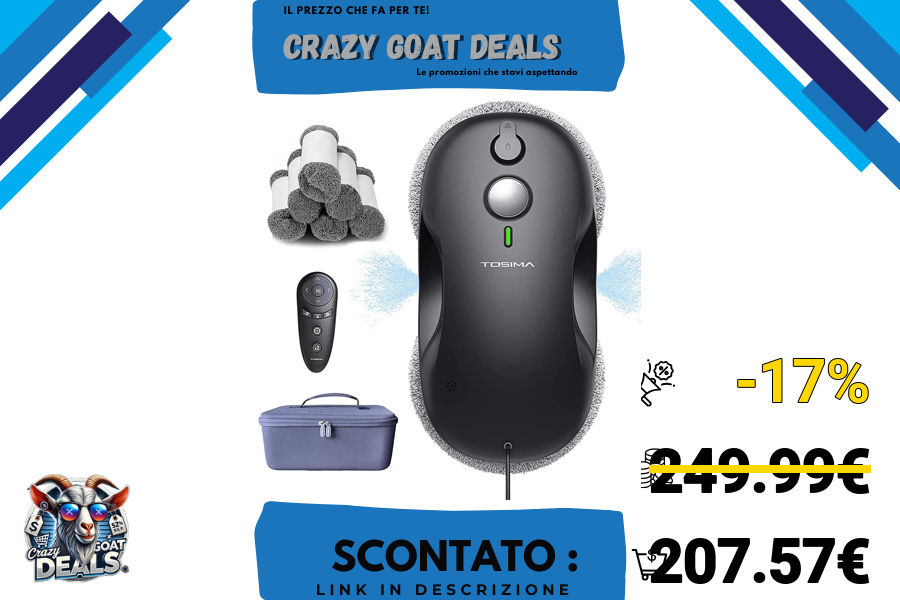 IL PREZZO CHE FA PER TE!
CRAZY GOAT DEALS
Le promozioni che stavi aspettando
TOSIMA
-17%
249.99€
207.57€
SCONTATO :
LINK IN DESCRIZIONE
Crazy
GOAT
DEALS